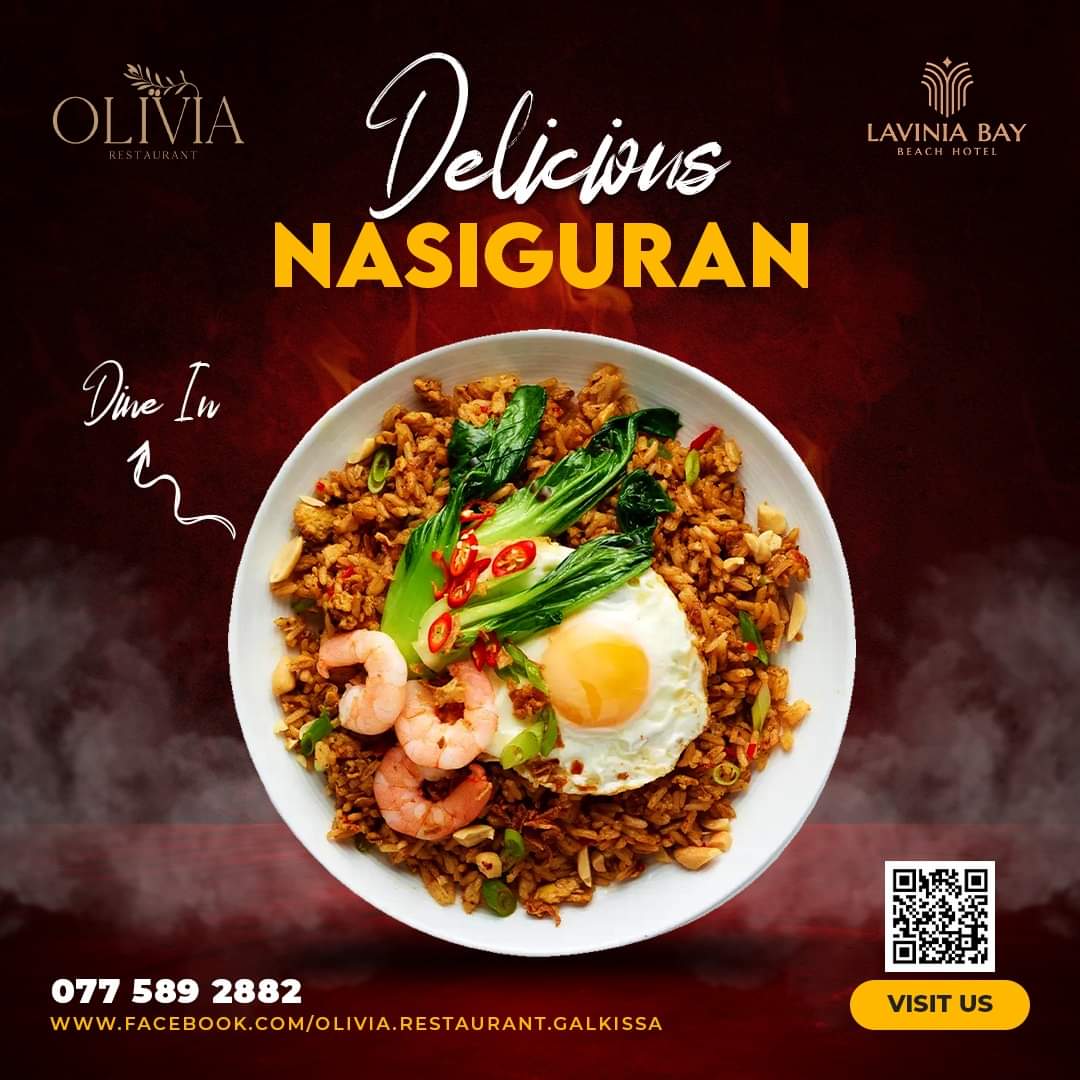 OLIVIA
RESTAURANT
Delicious
LAVINIA BAY
BEACH HOTEL
NASIGURAN
Dine In
077 589 2882
WWW.FACEBOOK.COM/OLIVIA.RESTAURANT.GALKISSA
VISIT US